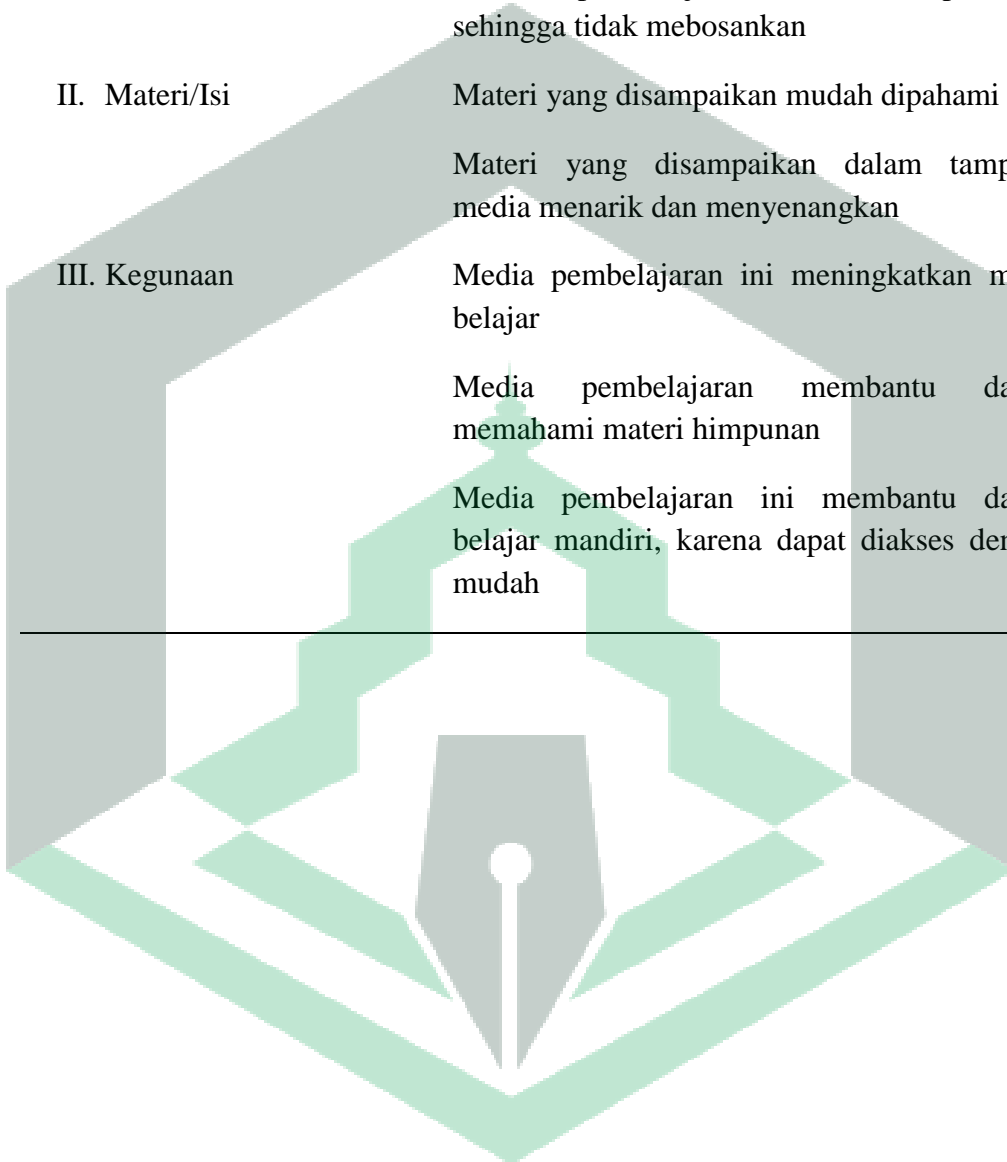 sehingga tidak mebosankan
II. Materi/Isi Materi yang disampaikan mudah dipahami
Materi yang disampaikan dalam
media menarik dan menyenangkan
III. Kegunaan Media pembelajaran ini meningkatkan
belajar
Media pembelajaran membantu
memahami materi himpunan
Media pembelajaran ini membantu
belajar mandiri, karena dapat diakses
mudah